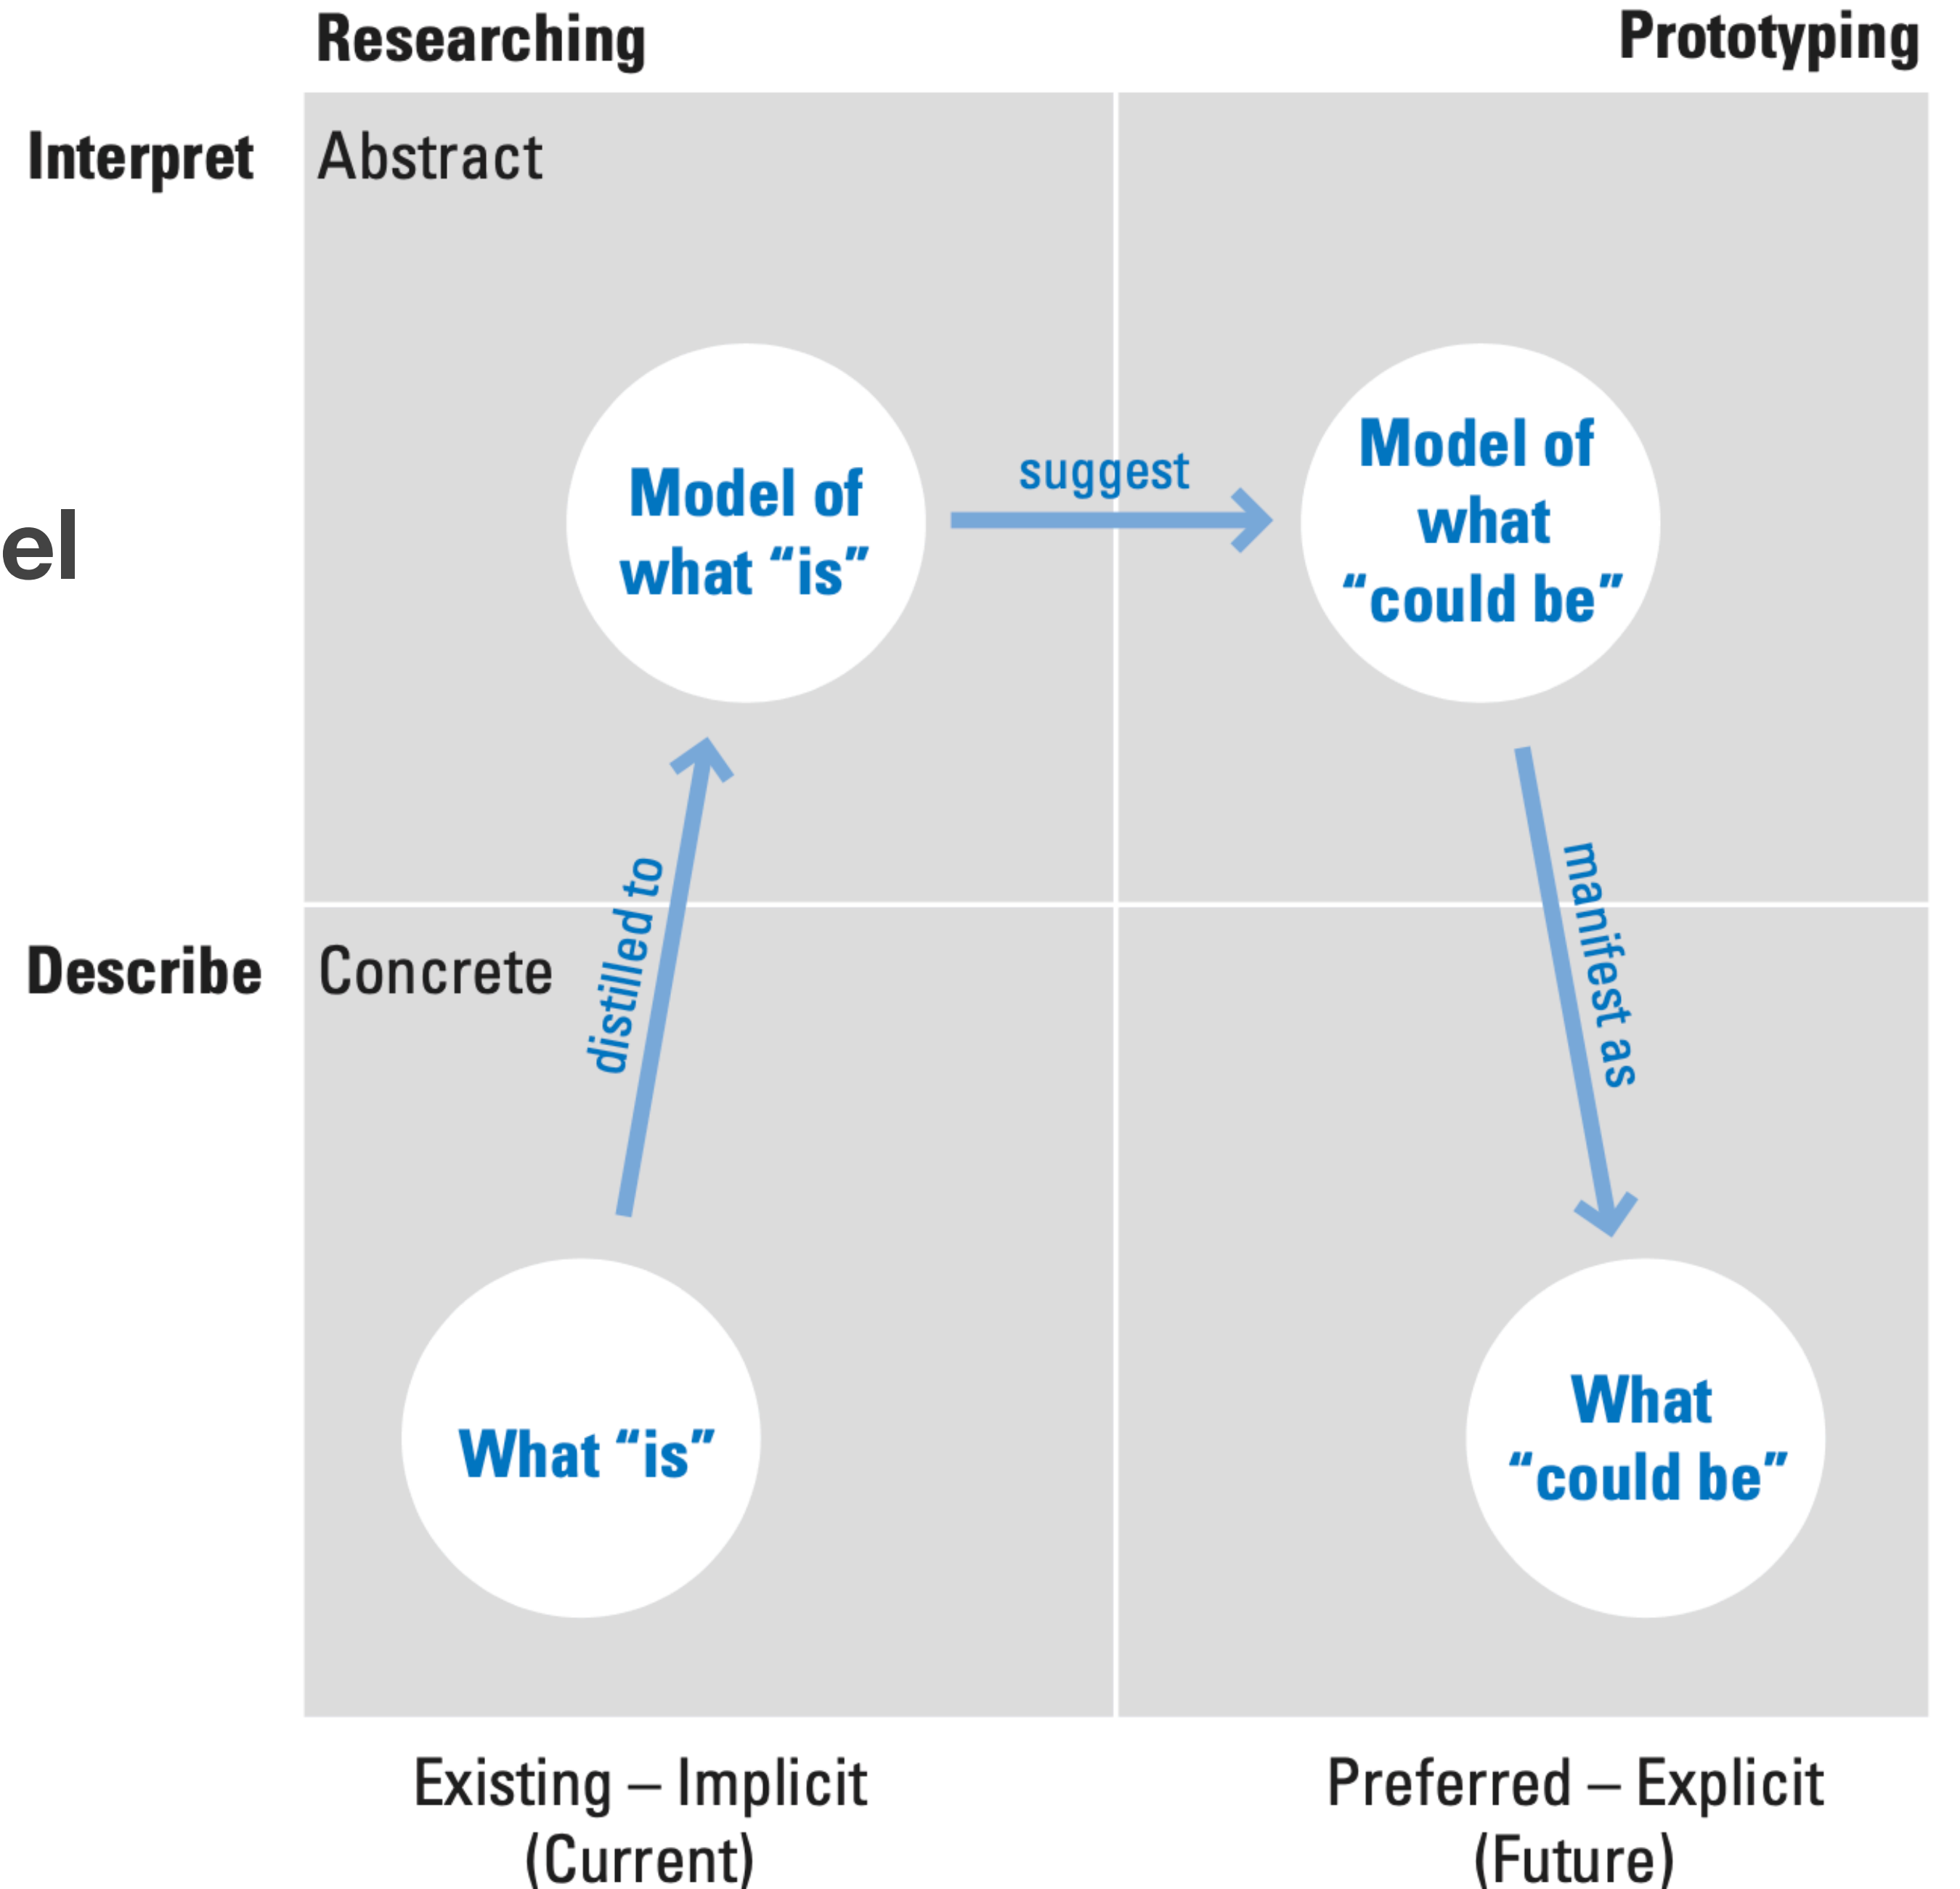 Researching
Prototyping
Interpret
Abstract
Model of
what “is”
suggest
Model of
what
“could be”
el
distilled to
manifest as
Describe
Concrete
What “is”
What
“could be”
Existing – Implicit
(Current)
Preferred – Explicit
(Future)